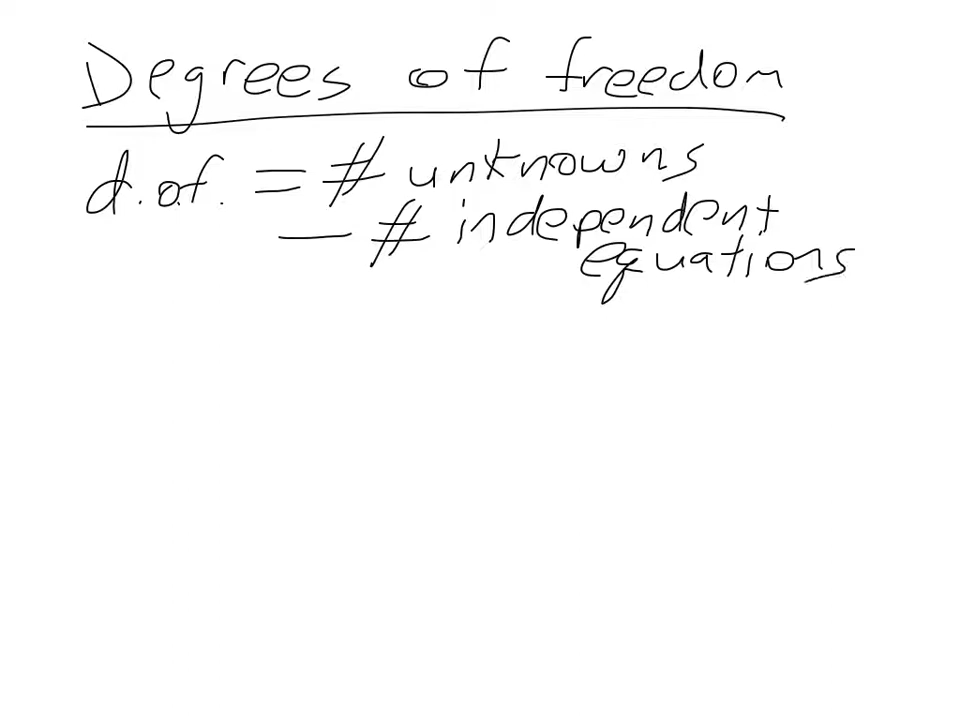 Degrees of freedom
d.o.f. = # unknowns
— # independent
equations